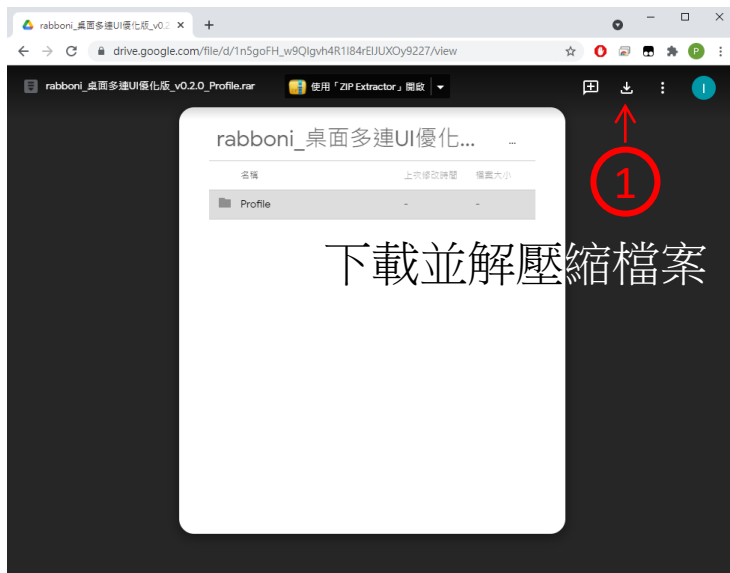 rabboni_桌面多連UI優化版_v0.2
drive.google.com/file/d/1n5goFH_w9QIgvh4R1I84rEIJUXOy9227/view
P
rabboni_桌面多連UI優化版_v0.2.0_Profile.rar
使用「ZIP Extractor」開啟
I
rabboni_桌面多連UI優化...
...
名稱 上次修改時間 檔案大小
Profile - -
1
下載並解壓縮檔案